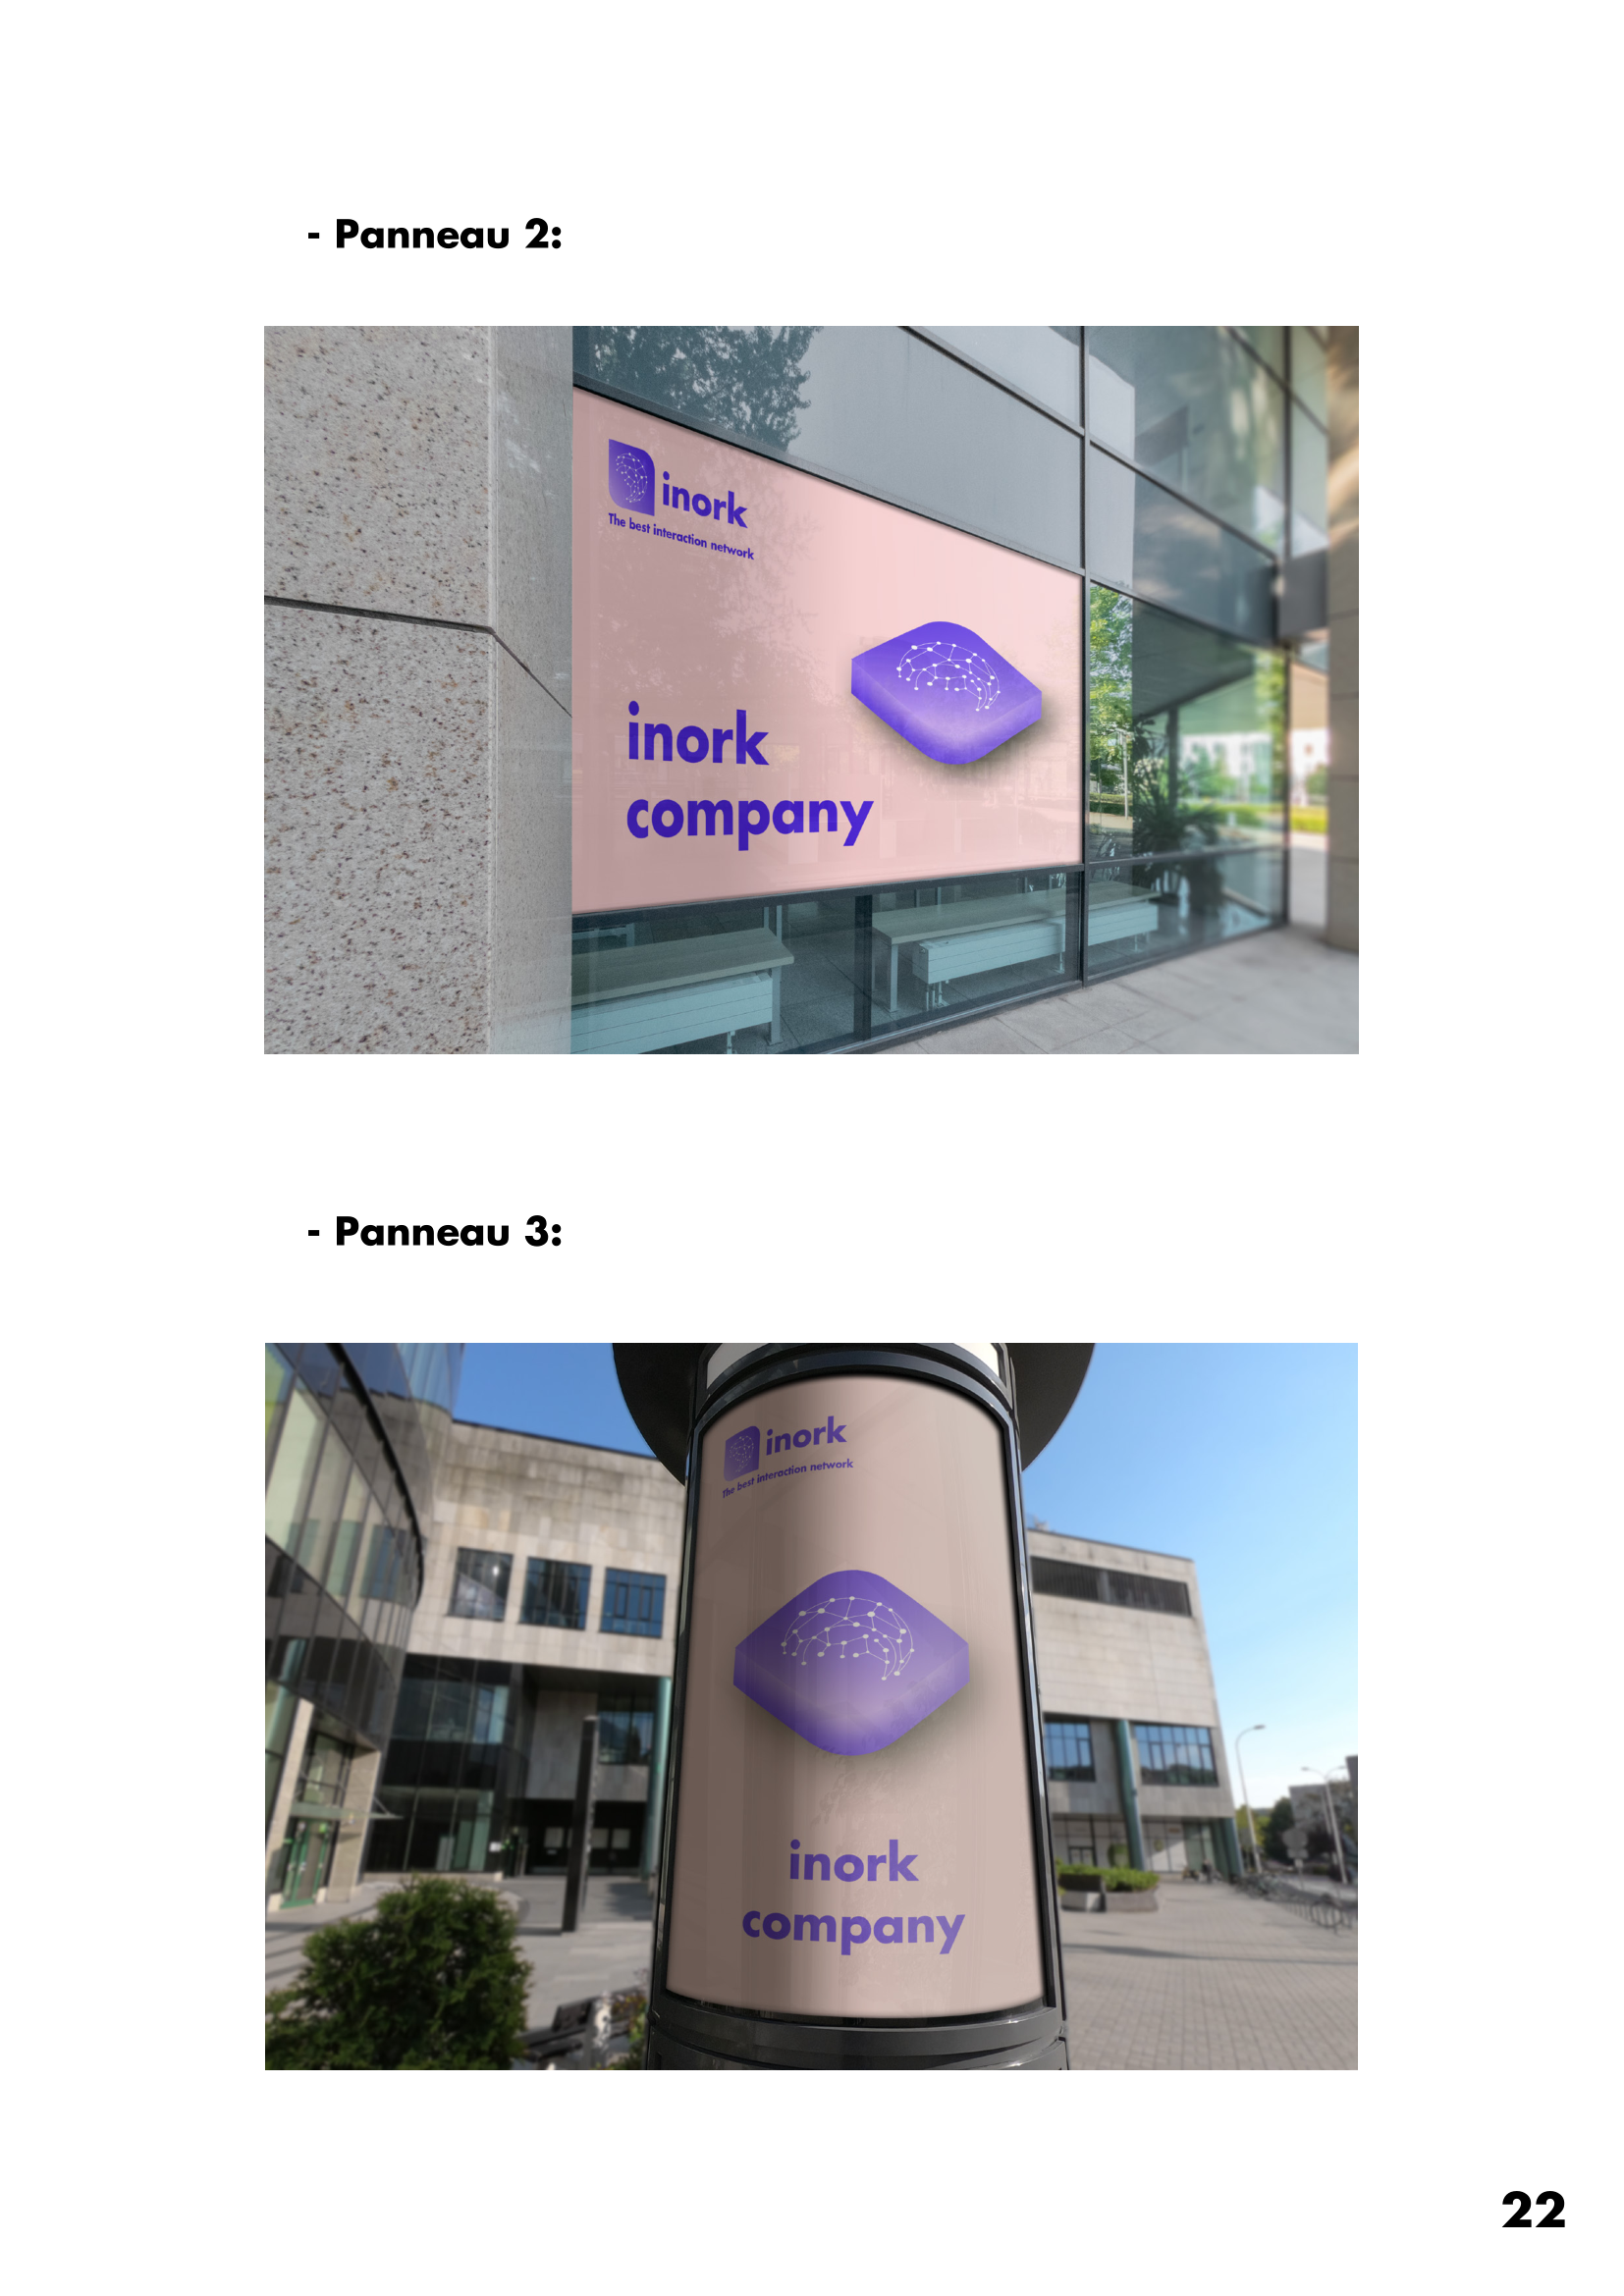 - Panneau 2:
inork
The best interaction network
inork
company
- Panneau 3:
inork
The best interaction network
inork
company
22